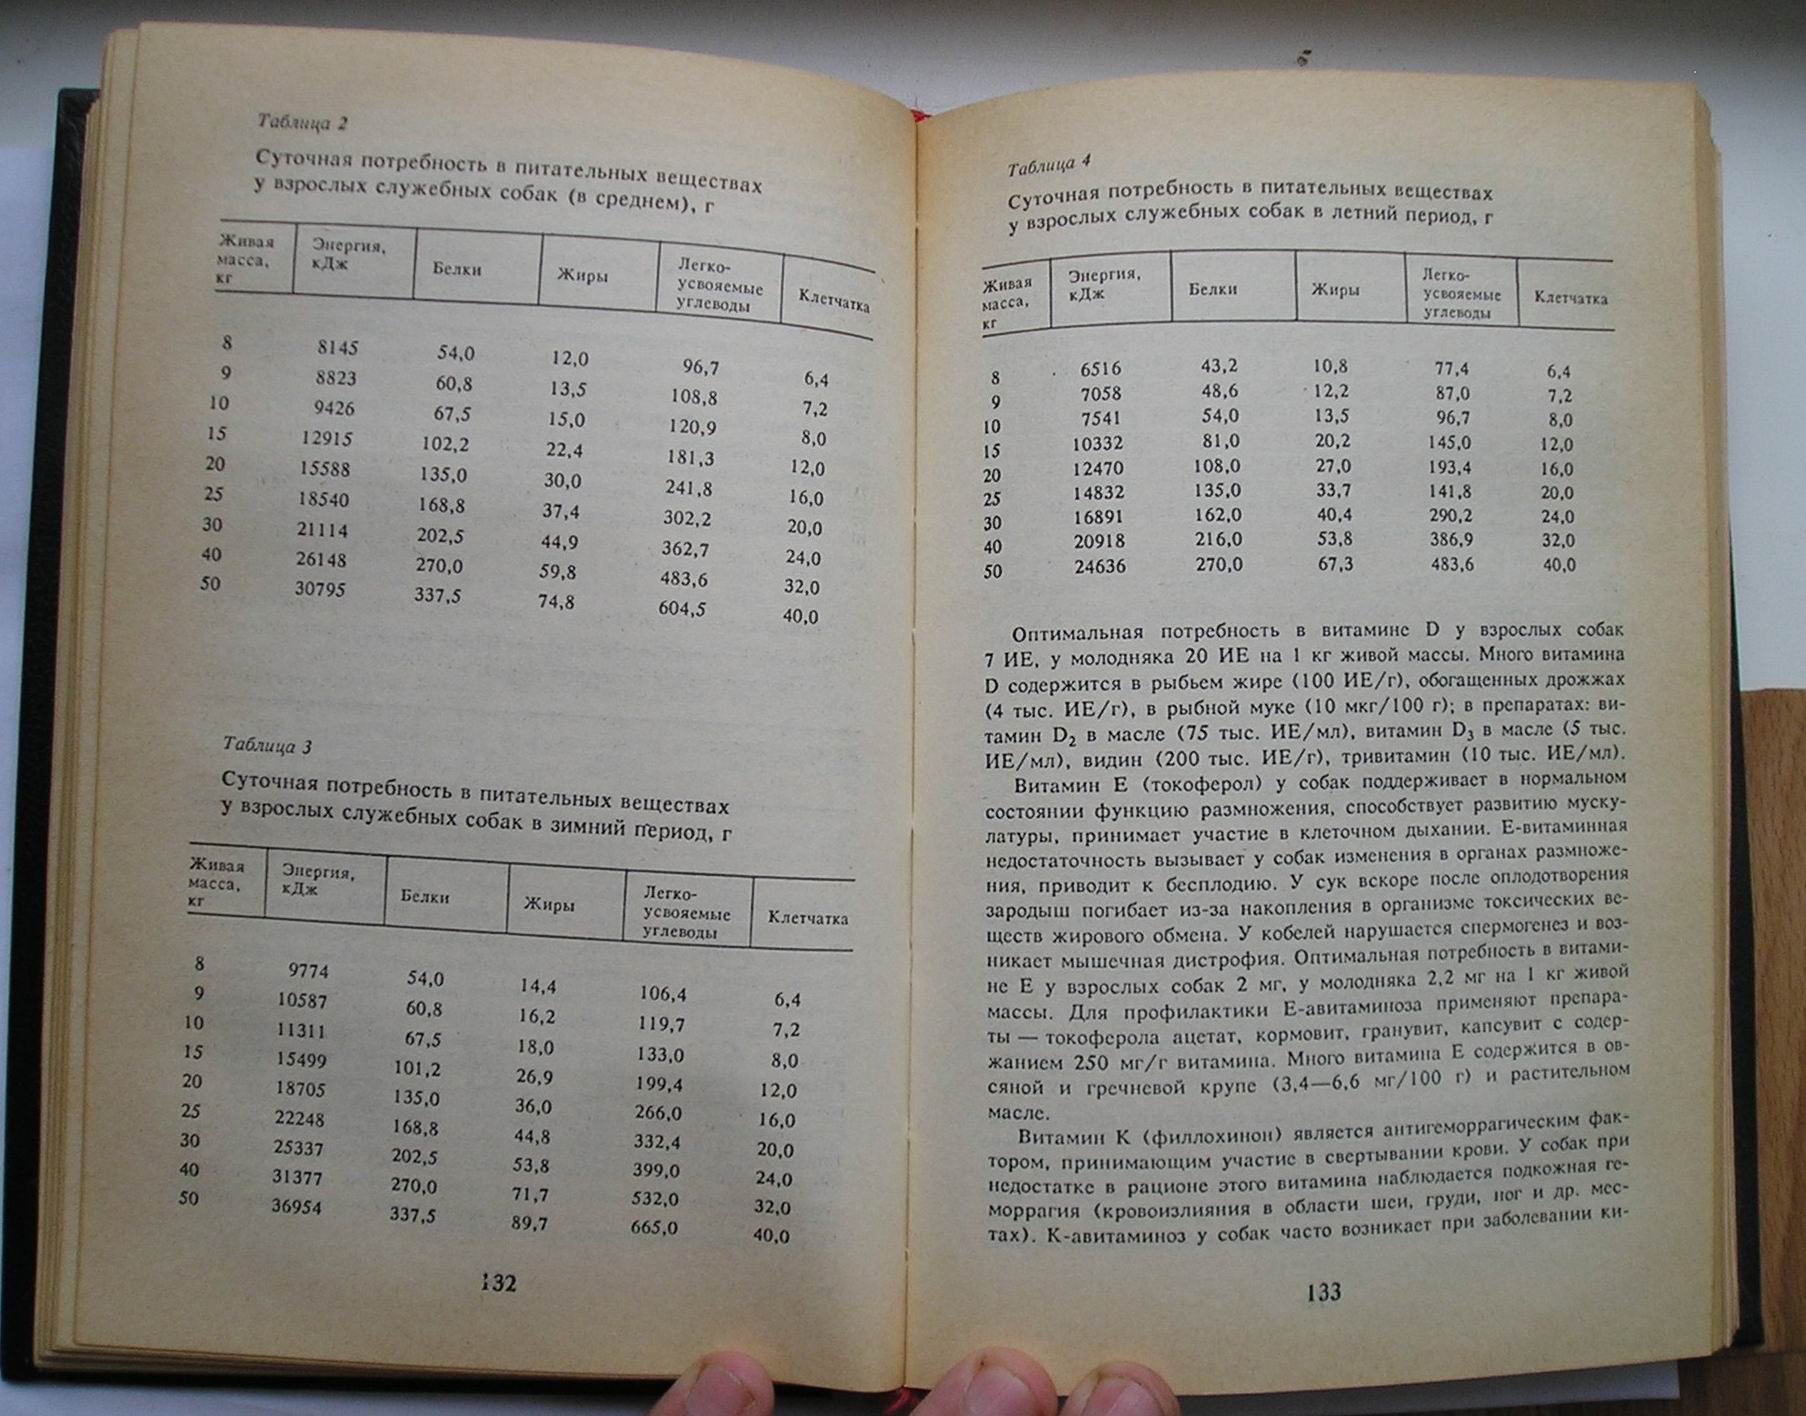 Таблица 2
Суточная потребность в питательных веществах
у взрослых служебных собак (в среднем), г
Живая масса, кг Энергия, кДж Белки Жиры Легко-усвояемые углеводы Клетчатка
8 8145 54,0 12,0 96,7 6,4
9 8823 60,8 13,5 108,8 7,2
10 9426 67,5 15,0 120,9 8,0
15 12915 102,2 22,4 181,3 12,0
20 15588 135,0 30,0 241,8 16,0
25 18540 168,8 37,4 302,2 20,0
30 21114 202,5 44,9 362,7 24,0
40 26148 270,0 59,8 483,6 32,0
50 30795 337,5 74,8 604,5 40,0
Таблица 3
Суточная потребность в питательных веществах
у взрослых служебных собак в зимний период, г
Живая масса, кг Энергия, кДж Белки Жиры Легко-усвояемые углеводы Клетчатка
8 9774 54,0 14,4 106,4 6,4
9 10587 60,8 16,2 119,7 7,2
10 11311 67,5 18,0 133,0 8,0
15 15499 101,2 26,9 199,4 12,0
20 18705 135,0 36,0 266,0 16,0
25 22248 168,8 44,8 332,4 20,0
30 25337 202,5 53,8 399,0 24,0
40 31377 270,0 71,7 532,0 32,0
50 36954 337,5 89,7 665,0 40,0
132
Таблица 4
Суточная потребность в питательных веществах
у взрослых служебных собак в летний период, г
Живая масса, кг Энергия, кДж Белки Жиры Легко-усвояемые углеводы Клетчатка
8 6516 43,2 10,8 77,4 6,4
9 7058 48,6 12,2 87,0 7,2
10 7541 54,0 13,5 96,7 8,0
15 10332 81,0 20,2 145,0 12,0
20 12470 108,0 27,0 193,4 16,0
25 14832 135,0 33,7 141,8 20,0
30 16891 162,0 40,4 290,2 24,0
40 20918 216,0 53,8 386,9 32,0
50 24636 270,0 67,3 483,6 40,0
Оптимальная потребность в витамине D у взрослых собак
7 ИЕ, у молодняка 20 ИЕ на 1 кг живой массы. Много витамина
D содержится в рыбьем жире (100 ИЕ/г), обогащенных дрожжах
(4 тыс. ИЕ/г), в рыбной муке (10 мкг/100 г); в препаратах: ви-
тамин D₂ в масле (75 тыс. ИЕ/мл), витамин D₃ в масле (5 тыс.
ИЕ/мл), видин (200 тыс. ИЕ/г), тривитамин (10 тыс. ИЕ/мл).
Витамин Е (токоферол) у собак поддерживает в нормальном
состоянии функцию размножения, способствует развитию муску-
латуры, принимает участие в клеточном дыхании. Е-витаминная
недостаточность вызывает у собак изменения в органах размноже-
ния, приводит к бесплодию. У сук вскоре после оплодотворения
зародыш погибает из-за накопления в организме токсических ве-
ществ жирового обмена. У кобелей нарушается спермогенез и воз-
никает мышечная дистрофия. Оптимальная потребность в витами-
не Е у взрослых собак 2 мг, у молодняка 2,2 мг на 1 кг живой
массы. Для профилактики Е-авитаминоза применяют препара-
ты — токоферола ацетат, кормовит, гранувит, капсувит с содер-
жанием 250 мг/г витамина. Много витамина Е содержится в ов-
сяной и гречневой крупе (3,4—6,6 мг/100 г) и растительном
масле.
Витамин К (филлохинон) является антигеморрагическим фак-
тором, принимающим участие в свертывании крови. У собак при
недостатке в рационе этого витамина наблюдается подкожная ге-
моррагия (кровоизлияния в области шеи, груди, ног и др. мес-
тах). К-авитаминоз у собак часто возникает при заболевании ки-
133